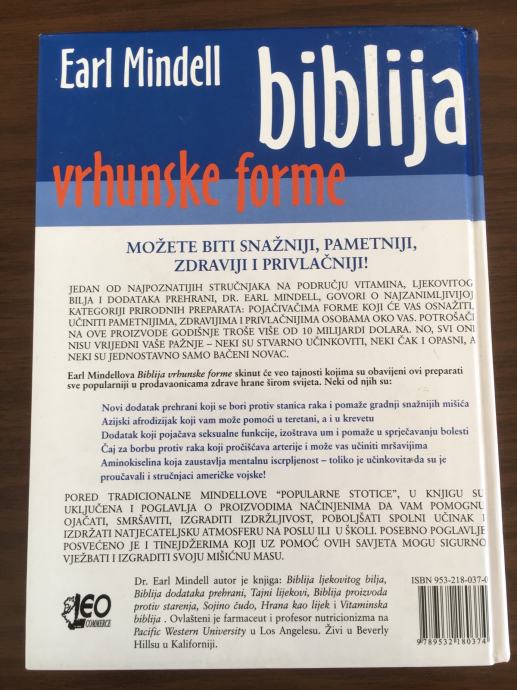 Earl Mindell
biblija
vrhunske forme
MOŽETE BITI SNAŽNIJI, PAMETNIJI,
ZDRAVIJI I PRIVLAČNIJI!
JEDAN OD NAJPOZNATIJIH STRUČNJAKA NA PODRUČJU VITAMINA, LJEKOVITOG
BILJA I DODATAKA PREHRANI, DR. EARL MINDELL, GOVORI O NAJZANIMLJIVIJOJ
KATEGORIJI PRIRODNIH PREPARATA: POJAČIVAČIMA FORME KOJI ĆE VAS OSNAŽITI,
UČINITI PAMETNIJIMA, ZDRAVIJIMA I PRIVLAČNIJIMA OSOBAMA OKO VAS. POTROŠAČI
NA OVE PROIZVODE GODIŠNJE TROŠE VIŠE OD 10 MILIJARDI DOLARA. NO, SVI ONI
NISU VRIJEDNI VAŠE PAŽNJE – NEKI SU STVARNO UČINKOVITI, NEKI ČAK I OPASNI, A
NEKI SU JEDNOSTAVNO SAMO BAČENI NOVAC.
Earl Mindellova Biblija vrhunske forme skinut će veo tajnosti kojima su obavijeni ovi preparati
sve popularniji u prodavaonicama zdrave hrane širom svijeta. Neki od njih su:
Novi dodatak prehrani koji se bori protiv stanica raka i pomaže gradnji snažnijih mišića
Azijski afrodizijak koji vam može pomoći u teretani, a i u krevetu
Dodatak koji pojačava seksualne funkcije, izoštrava um i pomaže u sprječavanju bolesti
Čaj za borbu protiv raka koji pročišćava arterije i može vas učiniti mršavijima
Aminokiselina koja zaustavlja mentalnu iscrpljenost – toliko je učinkovita da su je
proučavali i stručnjaci američke vojske!
PORED TRADICIONALNE MINDELLOVE “POPULARNE STOTICE”, U KNJIGU SU
UKLJUČENA I POGLAVLJA O PROIZVODIMA NAČINJENIMA DA VAM POMOGNU
OJAČATI, SMRŠAVITI, IZGRADITI IZDRŽLJIVOST, POBOLJŠATI SPOLNI UČINAK I
IZDRŽATI NATJECATELJSKU ATMOSFERU NA POSLU ILI U ŠKOLI. POSEBNO POGLAVLJE
POSVEĆENO JE I TINEJDŽERIMA KOJI UZ POMOĆ OVIH SAVJETA MOGU SIGURNO
VJEŽBATI I IZGRADITI SVOJU MIŠIĆNU MASU.
Dr. Earl Mindell autor je knjiga: Biblija ljekovitog bilja,
Biblija dodataka prehrani, Tajni lijekovi, Biblija proizvoda
protiv starenja, Sojino čudo, Hrana kao lijek i Vitaminska
biblija . Ovlašteni je farmaceut i profesor nutricionizma na
Pacific Western University u Los Angelesu. Živi u Beverly
Hillsu u Kaliforniji.
LEO
COMMERCE
ISBN 953-218-037-0
9789532180374